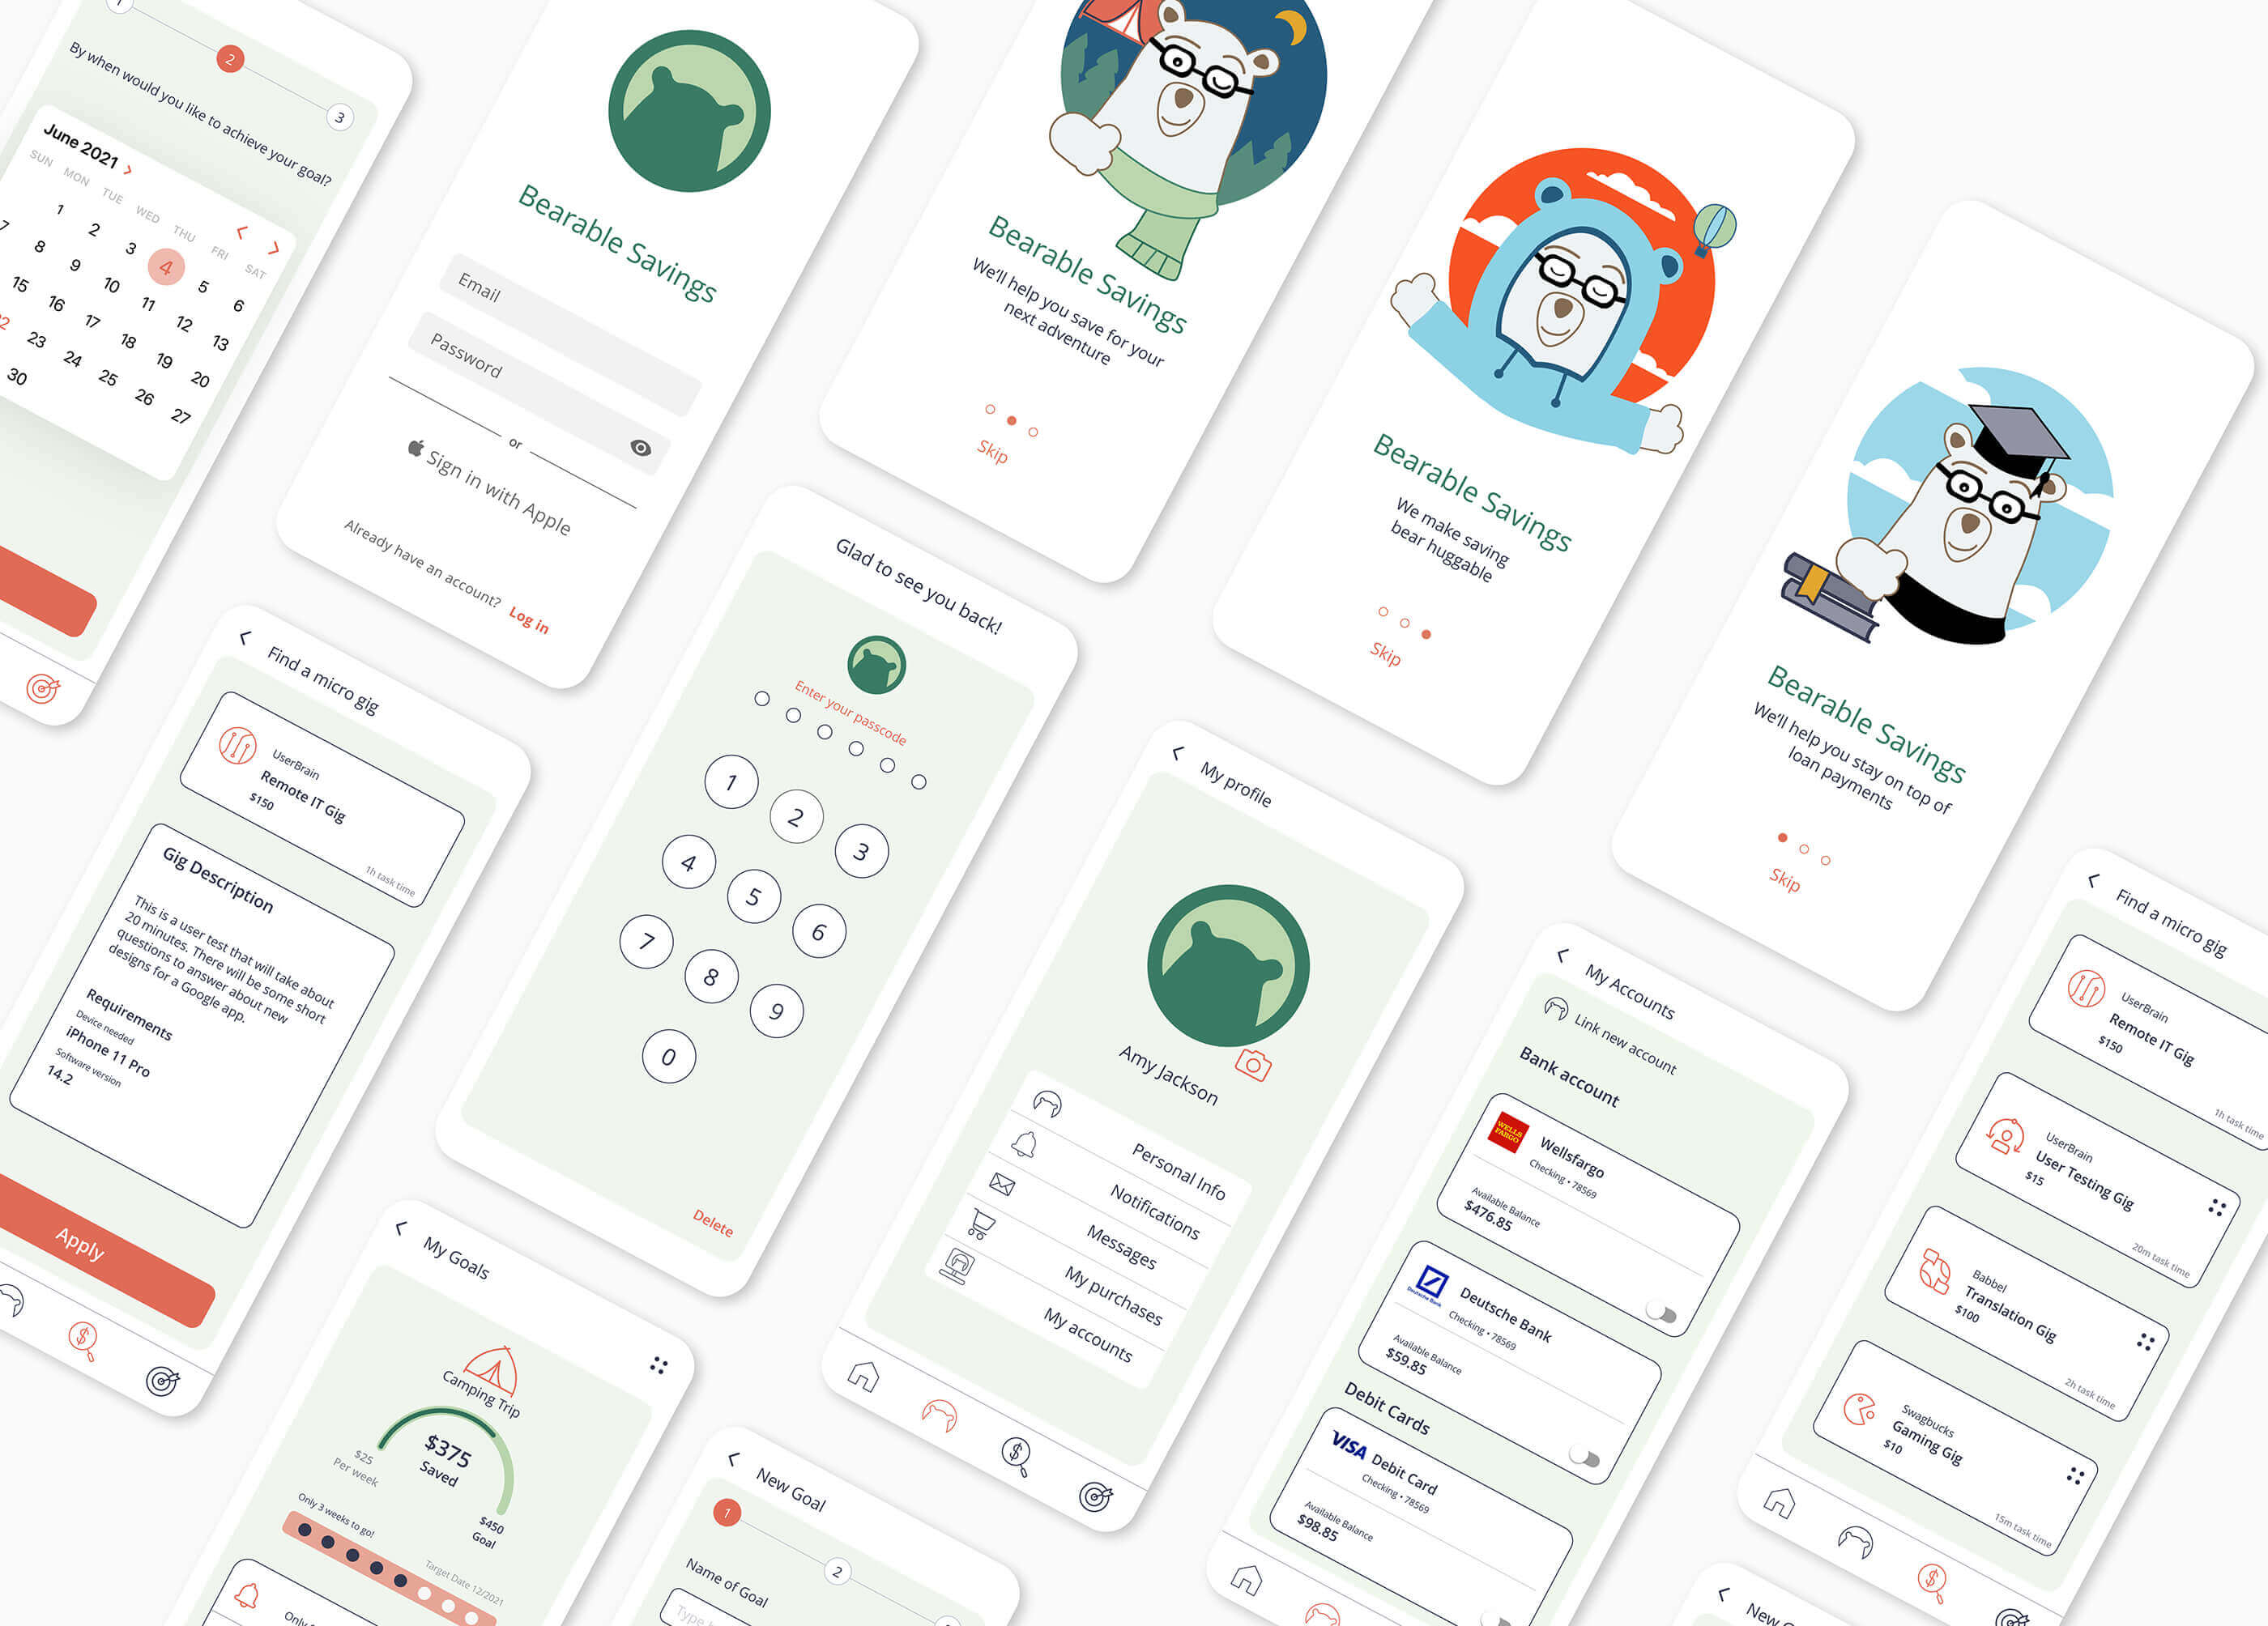 1
2
3
By when would you like to achieve your goal?
June 2021
SUN MON TUE WED THU FRI SAT
1 2 3 4 5 6
7 8 9 10 11 12 13
15 16 17 18 19 20
23 24 25 26 27
30
Bearable Savings
Email
Password
or
Sign in with Apple
Already have an account? Log in
Bearable Savings
We'll help you save for your
next adventure
Skip
Bearable Savings
We make saving
bear huggable
Skip
Bearable Savings
We'll help you stay on top of
loan payments
Skip
Find a micro gig
UserBrain
Remote IT Gig
$150
1h task time
Gig Description
This is a user test that will take about
20 minutes. There will be some short
questions to answer about new
designs for a Google app.
Requirements
Device needed
iPhone 11 Pro
Software version
14.2
Apply
Glad to see you back!
Enter your passcode
1 2 3
4 5 6
7 8 9
0
Delete
My profile
Amy Jackson
Personal Info
Notifications
Messages
My purchases
My accounts
My Accounts
Link new account
Bank account
WELLS
FARGO
Wellsfargo
Checking • 78569
Available Balance
$476.85
Deutsche Bank
Deutsche Bank
Checking • 78569
Available Balance
$59.85
Debit Cards
VISA Debit Card
Checking • 78569
Available Balance
$98.85
Find a micro gig
UserBrain
Remote IT Gig
$150
1h task time
UserBrain
User Testing Gig
$15
20m task time
Babbel
Translation Gig
$100
2h task time
Swagbucks
Gaming Gig
$10
15m task time
My Goals
Camping Trip
$375
Saved
$25
Per week
$450
Goal
Only 3 weeks to go!
Target Date 12/2021
Only
New Goal
1
2
Name of Goal
Type
New